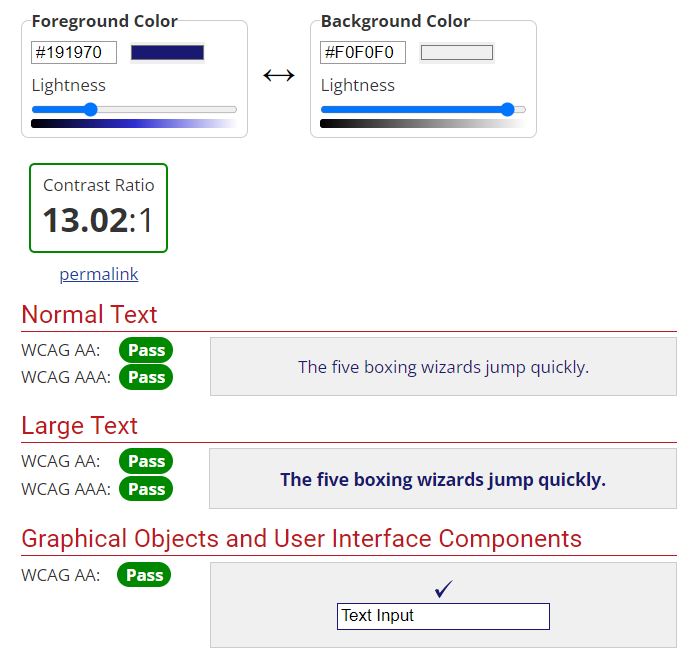 Foreground Color
#191970
Lightness
Background Color
#F0F0F0
Lightness
Contrast Ratio
13.02:1
permalink
Normal Text
WCAG AA: Pass
WCAG AAA: Pass
The five boxing wizards jump quickly.
Large Text
WCAG AA: Pass
WCAG AAA: Pass
The five boxing wizards jump quickly.
Graphical Objects and User Interface Components
WCAG AA: Pass
Text Input